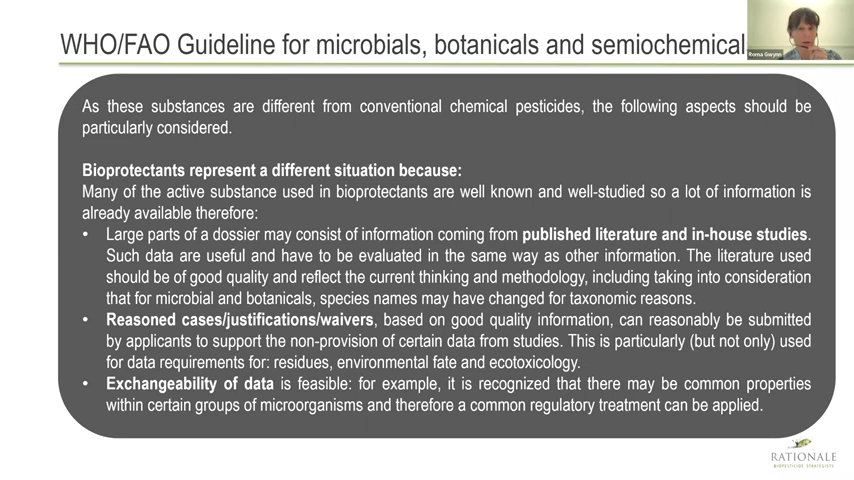 WHO/FAO Guideline for microbials, botanicals and semiochemical
Roma Gwynn
As these substances are different from conventional chemical pesticides, the following aspects should be
particularly considered.
Bioprotectants represent a different situation because:
Many of the active substance used in bioprotectants are well known and well-studied so a lot of information is
already available therefore:
• Large parts of a dossier may consist of information coming from published literature and in-house studies.
Such data are useful and have to be evaluated in the same way as other information. The literature used
should be of good quality and reflect the current thinking and methodology, including taking into consideration
that for microbial and botanicals, species names may have changed for taxonomic reasons.
• Reasoned cases/justifications/waivers, based on good quality information, can reasonably be submitted
by applicants to support the non-provision of certain data from studies. This is particularly (but not only) used
for data requirements for: residues, environmental fate and ecotoxicology.
• Exchangeability of data is feasible: for example, it is recognized that there may be common properties
within certain groups of microorganisms and therefore a common regulatory treatment can be applied.
RATIONALE
BIOPESTICIDE STRATEGISTS